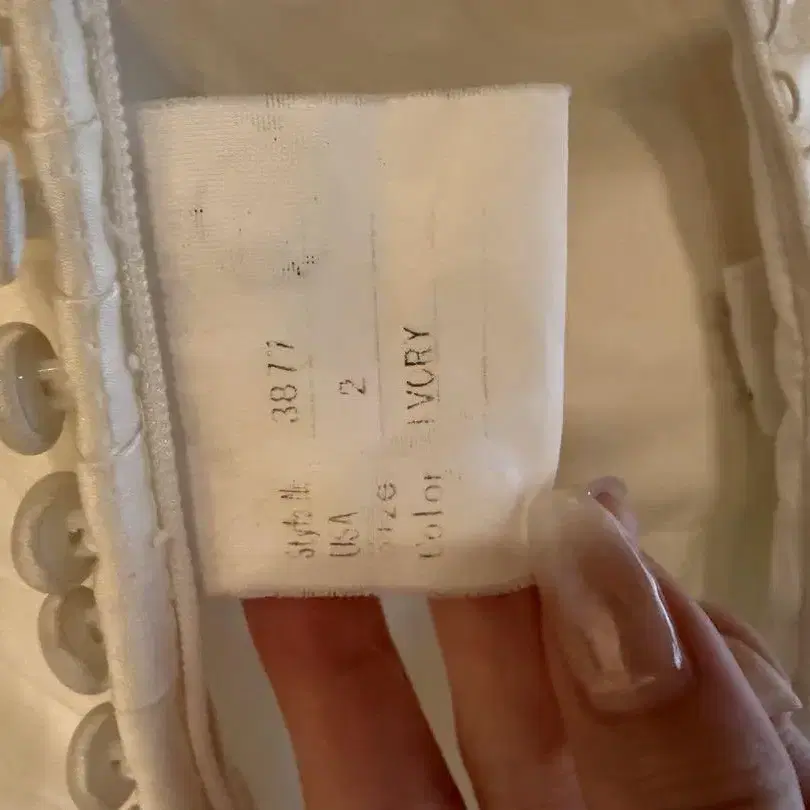 Style N. 3877
USA 2
Size
Color IVORY